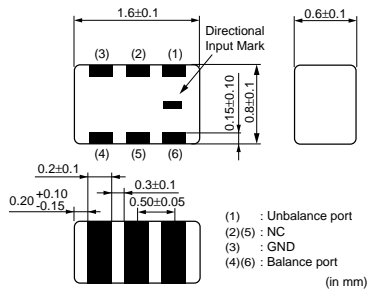 1.6±0.1
0.6±0.1
Directional
Input Mark
(3) (2) (1)
0.15±0.10
0.8±0.1
(4) (5) (6)
0.2±0.1
0.3±0.1
0.20 +0.10 -0.15
0.50±0.05
(1) : Unbalance port
(2)(5) : NC
(3) : GND
(4)(6) : Balance port
(in mm)